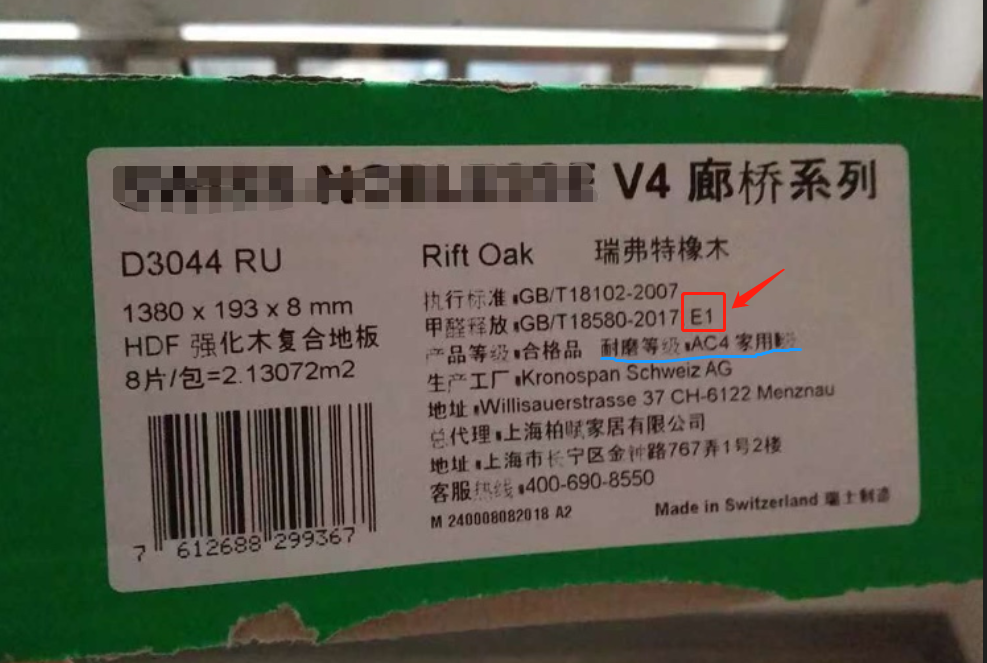 V4 廊桥系列
D3044 RU
Rift Oak 瑞弗特橡木
1380 x 193 x 8 mm
HDF 强化木复合地板
8片/包=2.13072m2
执行标准:GB/T18102-2007
甲醛释放:GB/T18580-2017 E1
产品等级:合格品 耐磨等级:AC4 家用级
生产工厂:Kronospan Schweiz AG
地址:Willisauerstrasse 37 CH-6122 Menznau
总代理:上海柏赋家居有限公司
地址:上海市长宁区金钟路767弄1号2楼
客服热线:400-690-8550
M 240008082018 A2
Made in Switzerland 瑞士制造
7 612688 299367